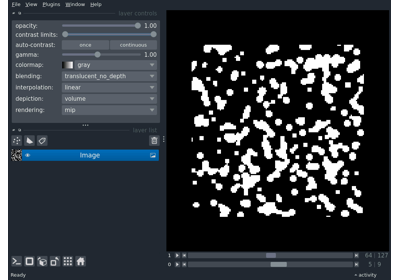 File View Plugins Window Help
layer controls
opacity: 1.00
contrast limits:
auto-contrast: once continuous
gamma: 1.00
colormap: gray
blending: translucent_no_depth
interpolation: linear
depiction: volume
rendering: mip
layer list
Image
1 64 127
0 5 9
Ready activity